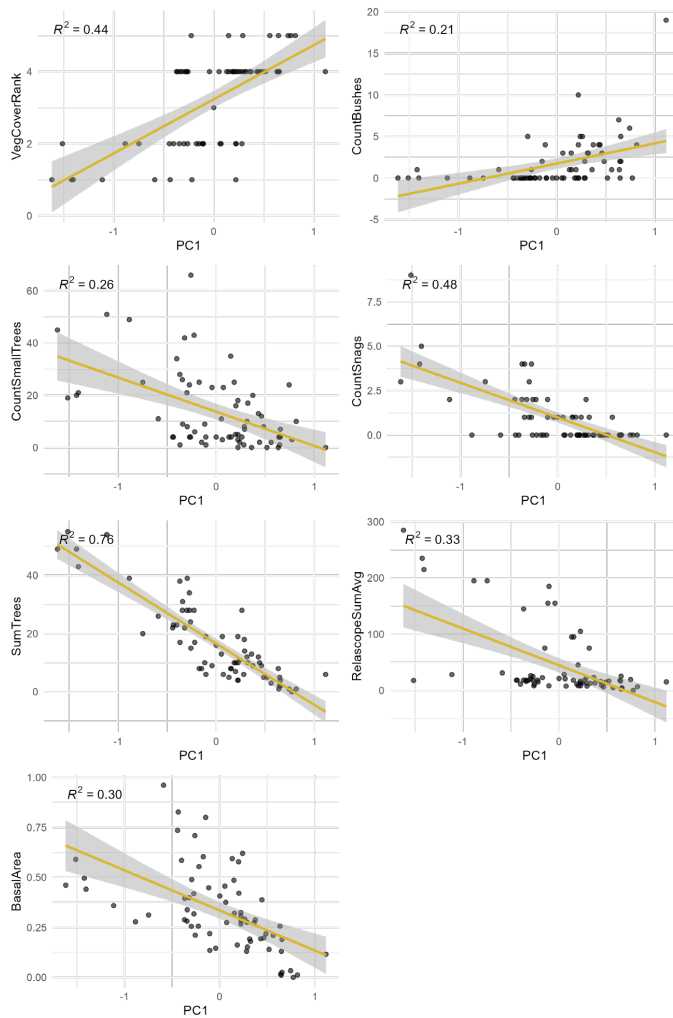 R² = 0.44
VegCoverRank
4
2
0
-1
0
1
PC1
R² = 0.21
CountBushes
20
15
10
5
0
-5
-1
0
1
PC1
R² = 0.26
CountSmallTrees
60
40
20
0
-1
0
1
PC1
R² = 0.48
CountSnags
7.5
5.0
2.5
0.0
-1
0
1
PC1
R² = 0.76
SumTrees
40
20
0
-1
0
1
PC1
R² = 0.33
RelascopeSumAvg
300
200
100
0
-1
0
1
PC1
R² = 0.30
BasalArea
1.00
0.75
0.50
0.25
0.00
-1
0
1
PC1